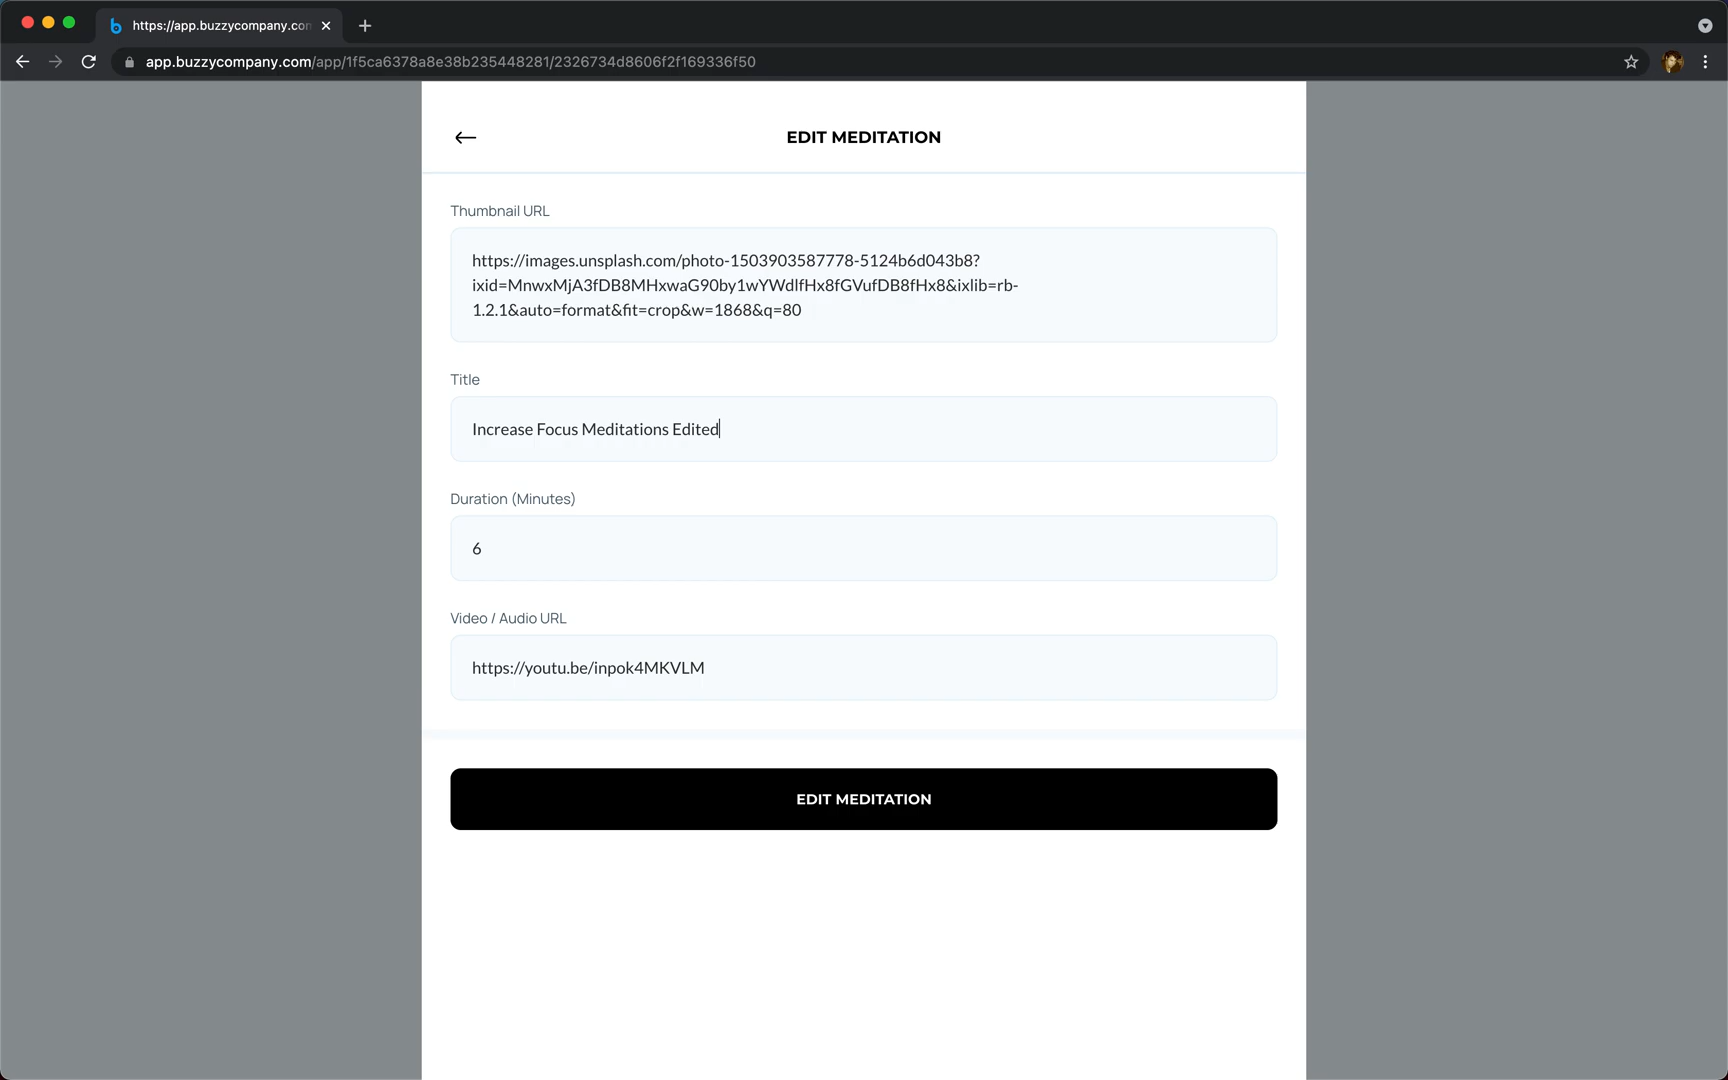 https://app.buzzycompany.co
app.buzzycompany.com/app/1f5ca6378a8e38b235448281/2326734d8606f2f169336f50
EDIT MEDITATION
Thumbnail URL
https://images.unsplash.com/photo-1503903587778-5124b6d043b8?
ixid=MnwxMjA3fDB8MHxwaG90by1wYWdlfHx8fGVufDB8fHx8&ixlib=rb-
1.2.1&auto=format&fit=crop&w=1868&q=80
Title
Increase Focus Meditations Edited
Duration (Minutes)
6
Video / Audio URL
https://youtu.be/inpok4MKVLM
EDIT MEDITATION